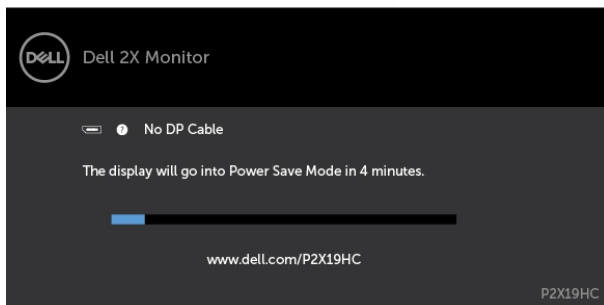 DELL
Dell 2X Monitor
? No DP Cable
The display will go into Power Save Mode in 4 minutes.
www.dell.com/P2X19HC
P2X19HC